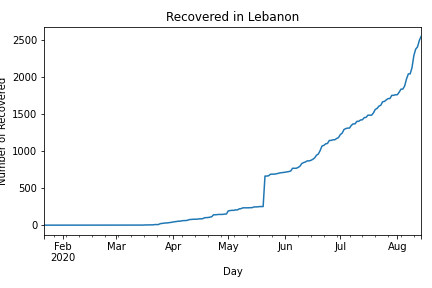 Recovered in Lebanon
2500
2000
1500
1000
500
0
Number of Recovered
Feb
2020
Mar
Apr
May
Jun
Jul
Aug
Day